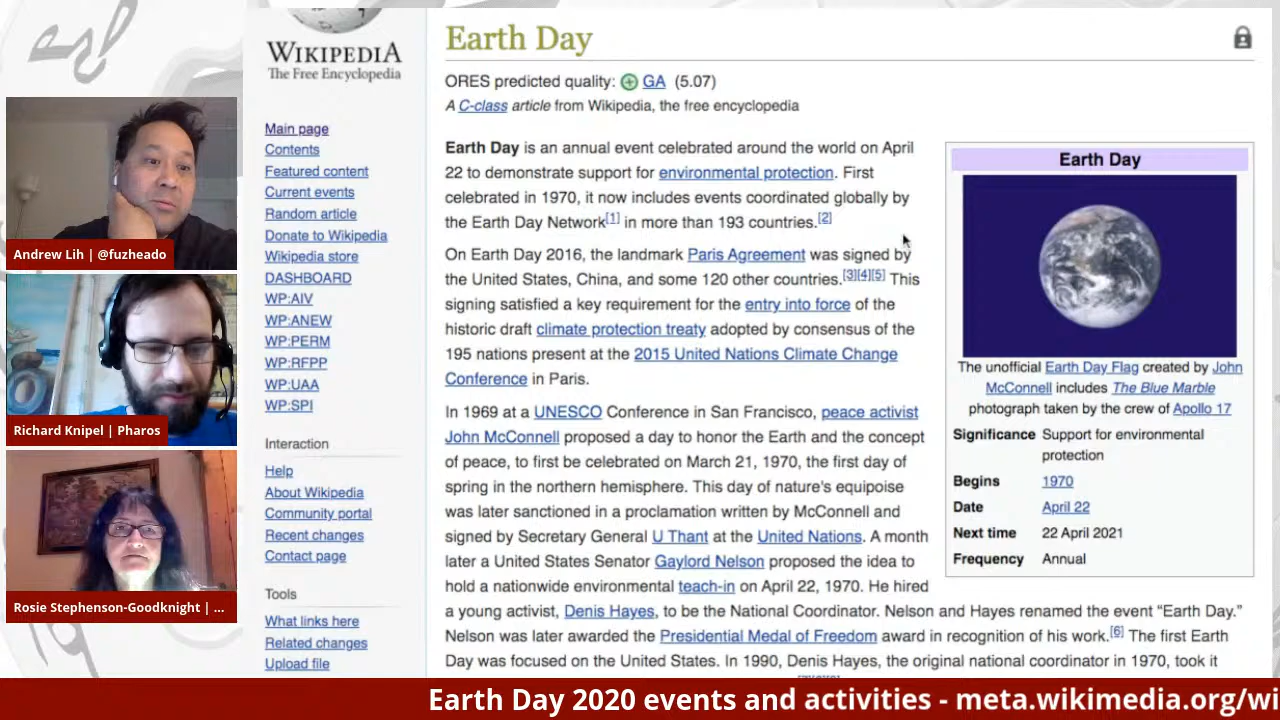 Andrew Lih | @fuzheado
Richard Knipel | Pharos
Rosie Stephenson-Goodknight | ...
WIKIPEDIA
The Free Encyclopedia
Main page
Contents
Featured content
Current events
Random article
Donate to Wikipedia
Wikipedia store
DASHBOARD
WP:AIV
WP:ANEW
WP:PERM
WP:RFPP
WP:UAA
WP:SPI
Interaction
Help
About Wikipedia
Community portal
Recent changes
Contact page
Tools
What links here
Related changes
Upload file
Earth Day
ORES predicted quality: GA (5.07)
A C-class article from Wikipedia, the free encyclopedia
Earth Day is an annual event celebrated around the world on April
22 to demonstrate support for environmental protection. First
celebrated in 1970, it now includes events coordinated globally by
the Earth Day Network[1] in more than 193 countries.[2]
On Earth Day 2016, the landmark Paris Agreement was signed by
the United States, China, and some 120 other countries.[3][4][5] This
signing satisfied a key requirement for the entry into force of the
historic draft climate protection treaty adopted by consensus of the
195 nations present at the 2015 United Nations Climate Change
Conference in Paris.
In 1969 at a UNESCO Conference in San Francisco, peace activist
John McConnell proposed a day to honor the Earth and the concept
of peace, to first be celebrated on March 21, 1970, the first day of
spring in the northern hemisphere. This day of nature's equipoise
was later sanctioned in a proclamation written by McConnell and
signed by Secretary General U Thant at the United Nations. A month
later a United States Senator Gaylord Nelson proposed the idea to
hold a nationwide environmental teach-in on April 22, 1970. He hired
a young activist, Denis Hayes, to be the National Coordinator. Nelson and Hayes renamed the event “Earth Day.”
Nelson was later awarded the Presidential Medal of Freedom award in recognition of his work.[6] The first Earth
Day was focused on the United States. In 1990, Denis Hayes, the original national coordinator in 1970, took it
Earth Day
The unofficial Earth Day Flag created by John
McConnell includes The Blue Marble
photograph taken by the crew of Apollo 17
Significance Support for environmental
protection
Begins 1970
Date April 22
Next time 22 April 2021
Frequency Annual
Earth Day 2020 events and activities - meta.wikimedia.org/wi